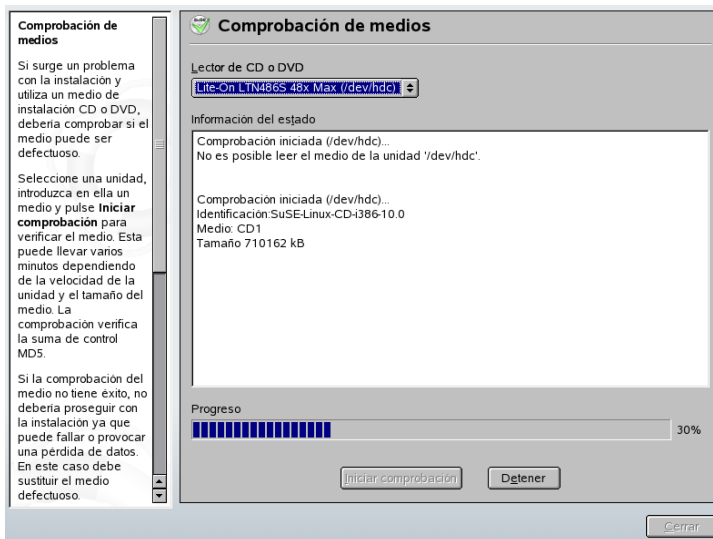 Comprobación de
medios
Si surge un problema
con la instalación y
utiliza un medio de
instalación CD o DVD,
debería comprobar si el
medio puede ser
defectuoso.
Seleccione una unidad,
introduzca en ella un
medio y pulse Iniciar
comprobación para
verificar el medio. Esta
puede llevar varios
minutos dependiendo
de la velocidad de la
unidad y el tamaño del
medio. La
comprobación verifica
la suma de control
MD5.
Si la comprobación del
medio no tiene éxito, no
debería proseguir con
la instalación ya que
puede fallar o provocar
una pérdida de datos.
En este caso debe
sustituir el medio
defectuoso.
Comprobación de medios
Lector de CD o DVD
Lite-On LTN486S 48x Max (/dev/hdc)
Información del estado
Comprobación iniciada (/dev/hdc)...
No es posible leer el medio de la unidad '/dev/hdc'.
Comprobación iniciada (/dev/hdc)...
Identificación:SuSE-Linux-CD-i386-10.0
Medio: CD1
Tamaño 710162 kB
Progreso
30%
Iniciar comprobación
Detener
Cerrar